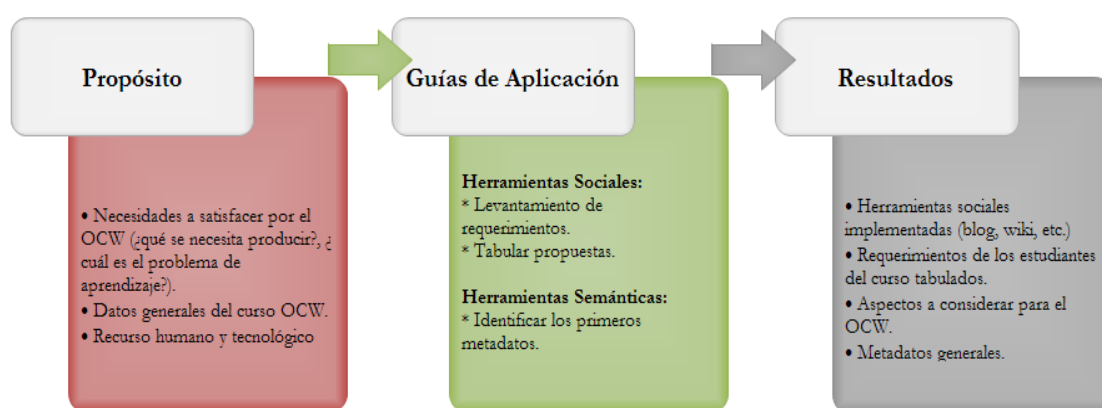 Propósito
• Necesidades a satisfacer por el
OCW (¿qué se necesita producir?, ¿
cuál es el problema de
aprendizaje?).
• Datos generales del curso OCW.
• Recurso humano y tecnológico
Guías de Aplicación
Herramientas Sociales:
* Levantamiento de
requerimientos.
* Tabular propuestas.
Herramientas Semánticas:
* Identificar los primeros
metadatos.
Resultados
• Herramientas sociales
implementadas (blog, wiki, etc.)
• Requerimientos de los estudiantes
del curso tabulados.
• Aspectos a considerar para el
OCW.
• Metadatos generales.